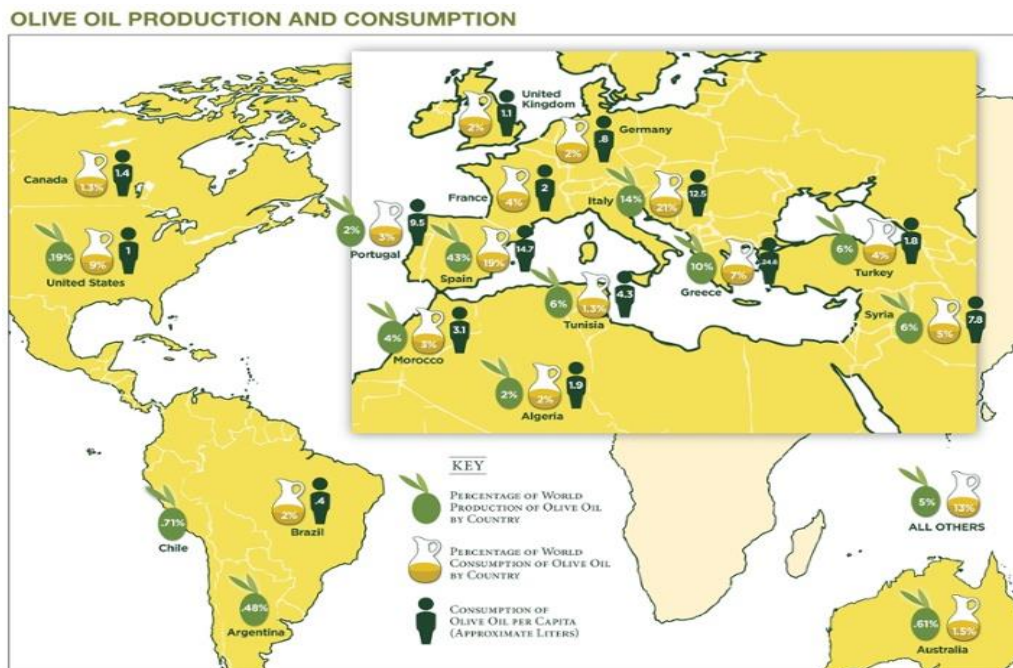 OLIVE OIL PRODUCTION AND CONSUMPTION
United
Kingdom
2%
1.1
Germany
2%
.8
Canada
1.3%
1.4
France
4%
2
Italy
14%
21%
12.5
.19%
9%
1
United States
2%
3%
9.5
Portugal
43%
19%
14.7
Spain
10%
7%
24.6
Greece
6%
4%
1.8
Turkey
6%
1.3%
4.3
Tunisia
Syria
6%
5%
7.8
4%
3%
3.1
Morocco
2%
2%
1.9
Algeria
.71%
Chile
2%
.4
Brazil
.48%
Argentina
KEY
PERCENTAGE OF WORLD
PRODUCTION OF OLIVE OIL
BY COUNTRY
PERCENTAGE OF WORLD
CONSUMPTION OF OLIVE OIL
BY COUNTRY
CONSUMPTION OF
OLIVE OIL PER CAPITA
(APPROXIMATE LITERS)
5%
13%
ALL OTHERS
.61%
1.5%
Australia